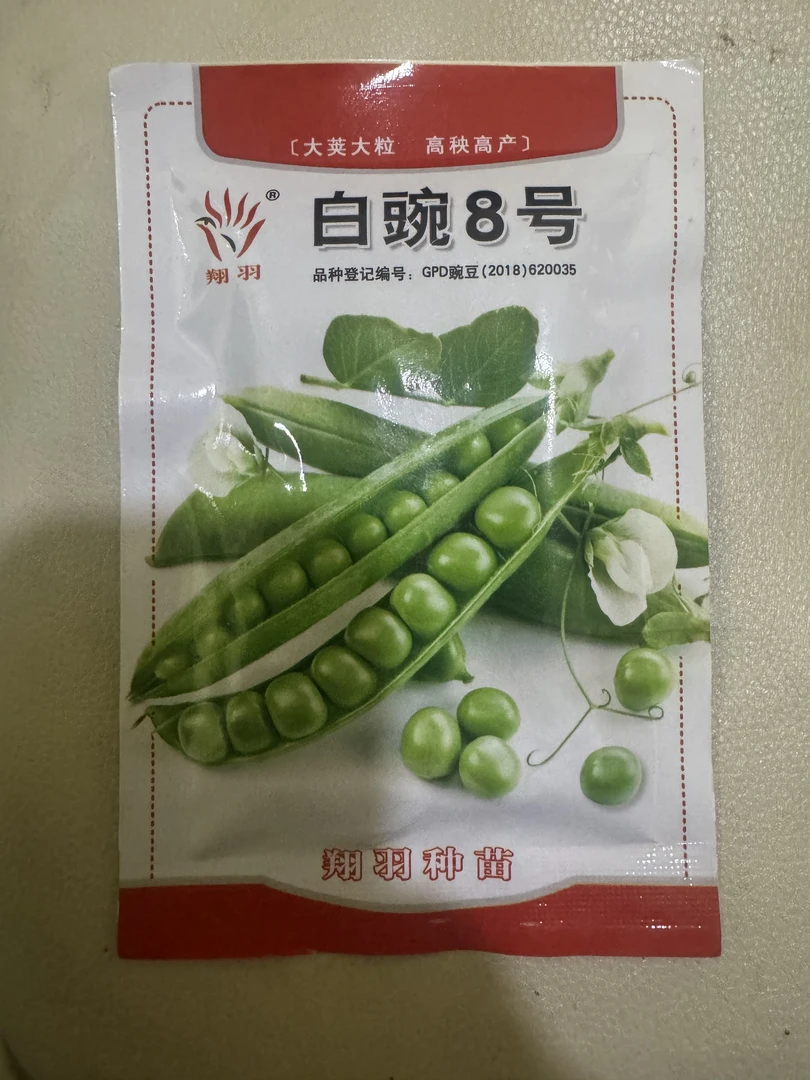 〔大荚大粒 高秧高产〕
白豌8号
®
翔羽
品种登记编号：GPD豌豆(2018)620035
翔羽种苗